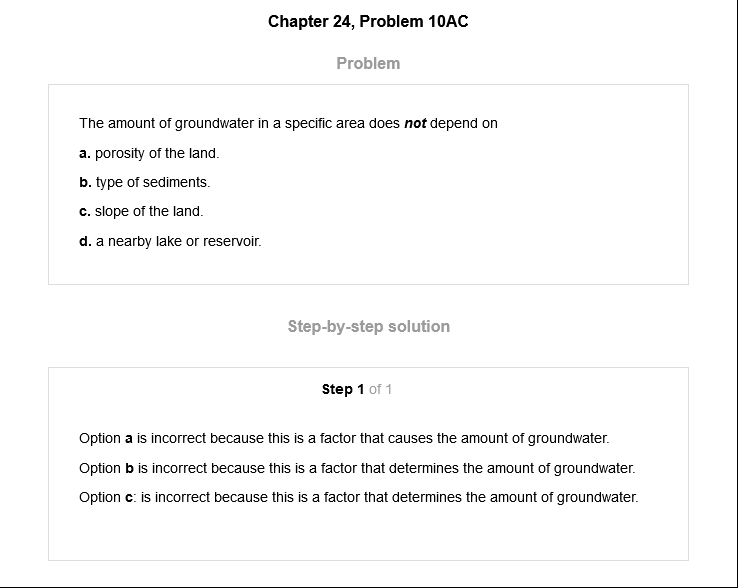 Chapter 24, Problem 10AC
Problem
The amount of groundwater in a specific area does not depend on
a. porosity of the land.
b. type of sediments.
c. slope of the land.
d. a nearby lake or reservoir.
Step-by-step solution
Step 1 of 1
Option a is incorrect because this is a factor that causes the amount of groundwater.
Option b is incorrect because this is a factor that determines the amount of groundwater.
Option c: is incorrect because this is a factor that determines the amount of groundwater.